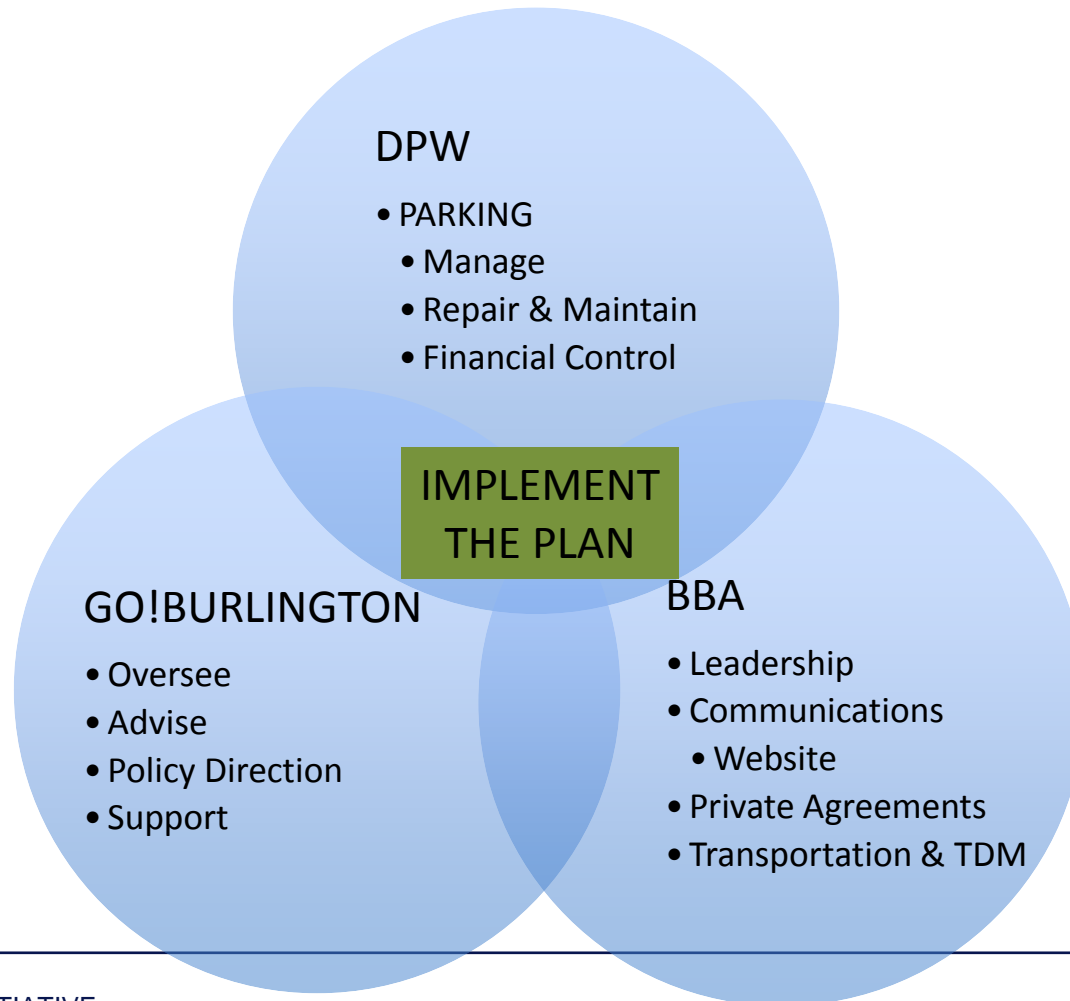 DPW
• PARKING
• Manage
• Repair & Maintain
• Financial Control
IMPLEMENT
THE PLAN
GO!BURLINGTON
• Oversee
• Advise
• Policy Direction
• Support
BBA
• Leadership
• Communications
• Website
• Private Agreements
• Transportation & TDM